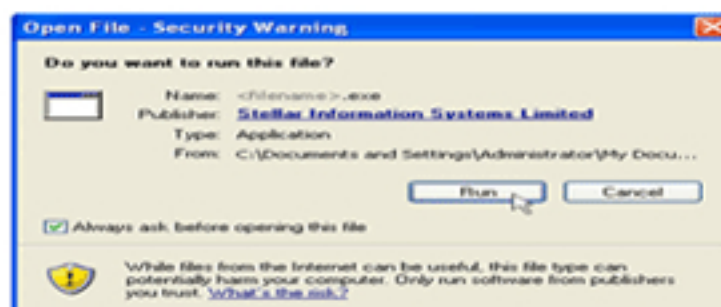 Open File - Security Warning
Do you want to run this file?
Name: <filename>.exe
Publisher: Stellar Information Systems Limited
Type: Application
From: C:\Documents and Settings\Administrator\My Docu...
Run Cancel
Always ask before opening this file
While files from the Internet can be useful, this file type can
potentially harm your computer. Only run software from publishers
you trust. What's the risk?